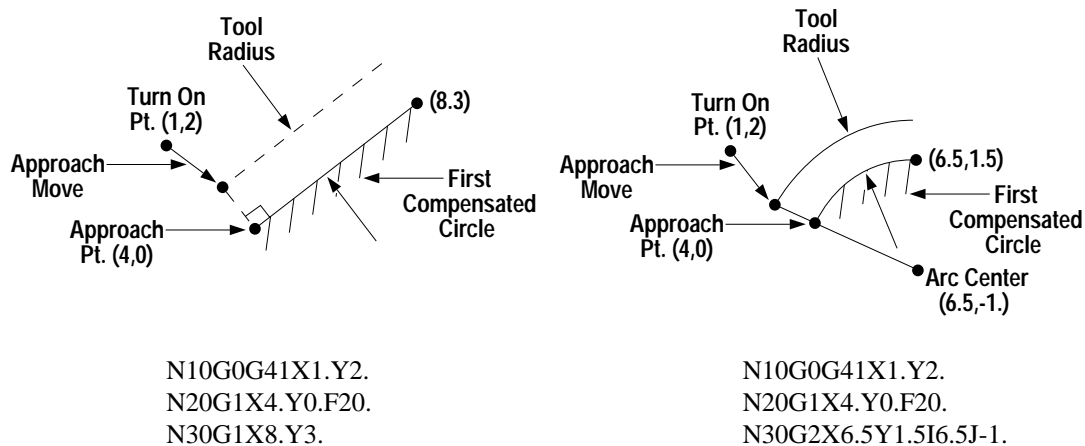 Tool
Radius
Turn On
Pt. (1,2)
(8.3)
Approach
Move
First
Compensated
Circle
Approach
Pt. (4,0)
N10G0G41X1.Y2.
N20G1X4.Y0.F20.
N30G1X8.Y3.
Tool
Radius
Turn On
Pt. (1,2)
(6.5,1.5)
Approach
Move
First
Compensated
Circle
Approach
Pt. (4,0)
Arc Center
(6.5,-1.)
N10G0G41X1.Y2.
N20G1X4.Y0.F20.
N30G2X6.5Y1.5I6.5J-1.